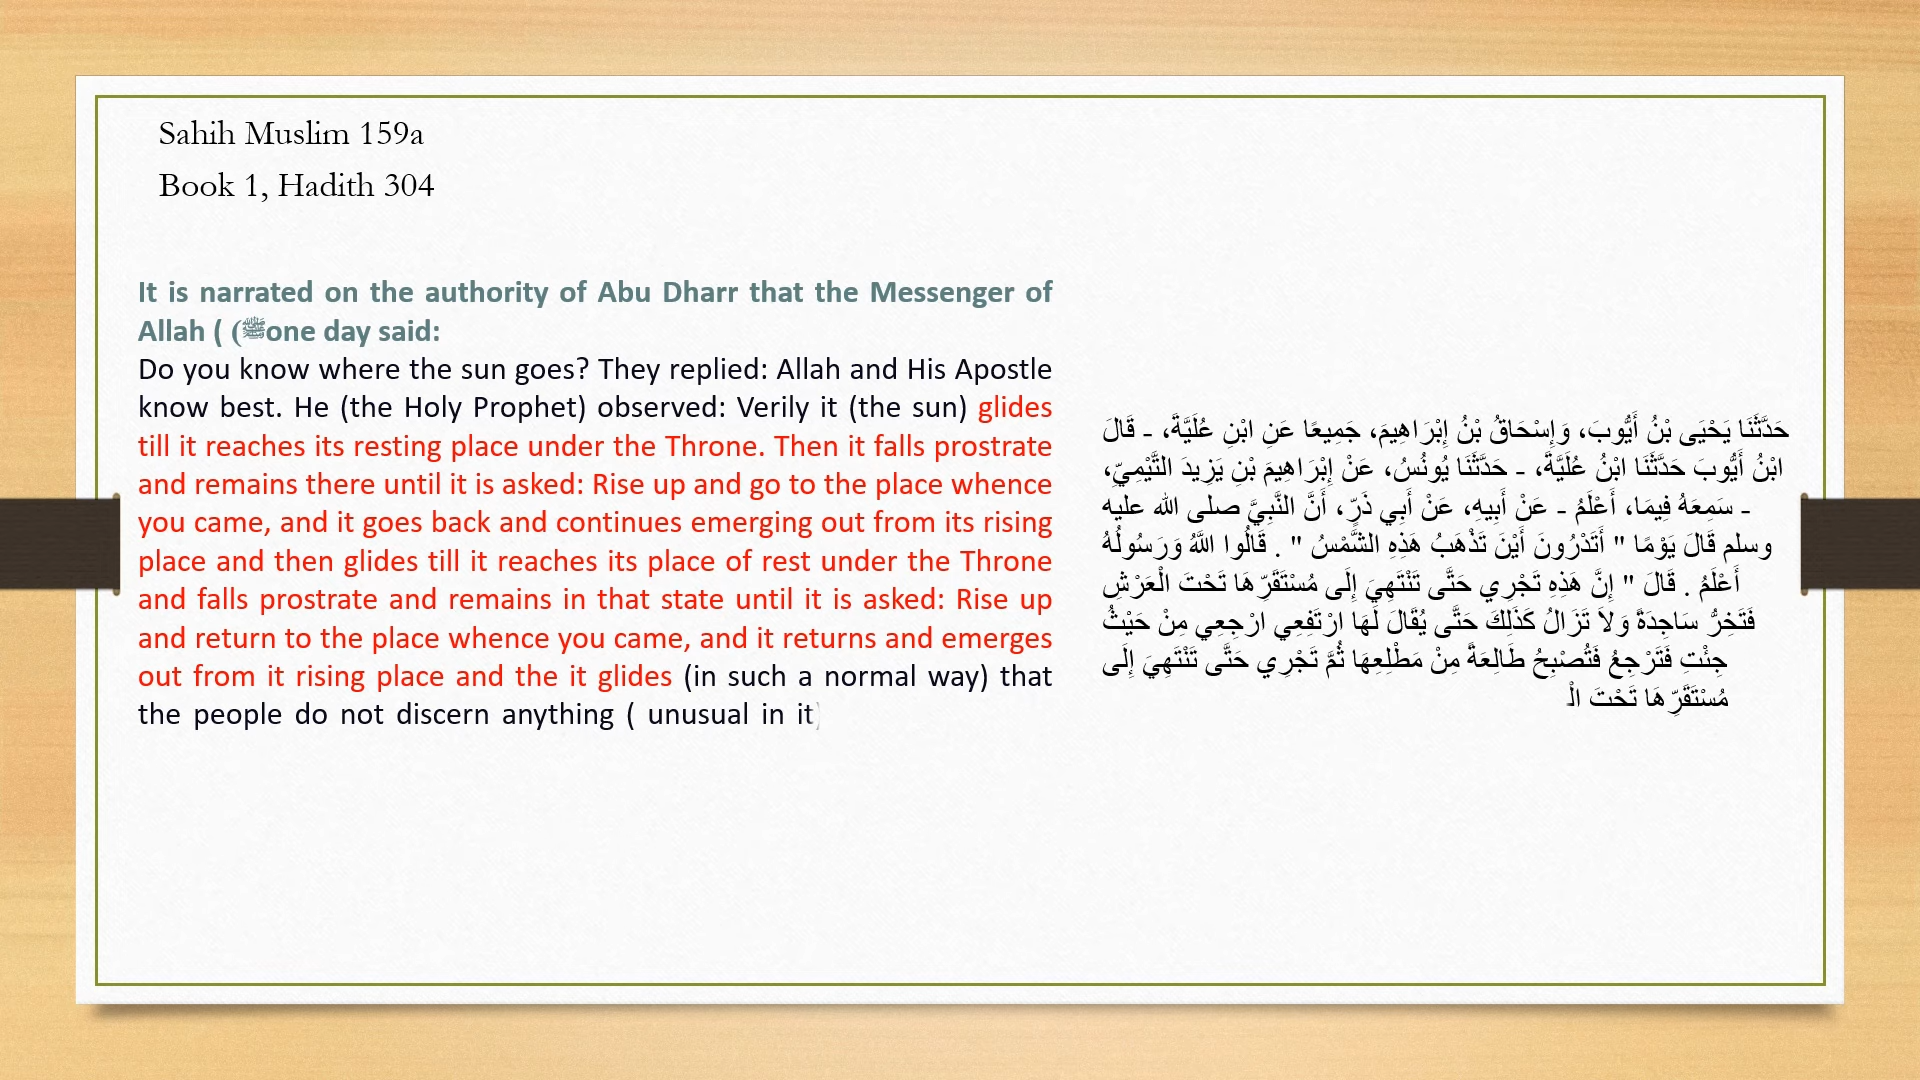 Sahih Muslim 159a
Book 1, Hadith 304
It is narrated on the authority of Abu Dharr that the Messenger of
Allah ( (ﷺone day said:
Do you know where the sun goes? They replied: Allah and His Apostle
know best. He (the Holy Prophet) observed: Verily it (the sun) glides
till it reaches its resting place under the Throne. Then it falls prostrate
and remains there until it is asked: Rise up and go to the place whence
you came, and it goes back and continues emerging out from its rising
place and then glides till it reaches its place of rest under the Throne
and falls prostrate and remains in that state until it is asked: Rise up
and return to the place whence you came, and it returns and emerges
out from it rising place and the it glides (in such a normal way) that
the people do not discern anything ( unusual in it)
حَدَّثَنَا يَحْيَى بْنُ أَيُّوبَ، وَإِسْحَاقُ بْنُ إِبْرَاهِيمَ، جَمِيعًا عَنِ ابْنِ عُلَيَّةَ، - قَالَ
ابْنُ أَيُّوبَ حَدَّثَنَا ابْنُ عُلَيَّةَ، - حَدَّثَنَا يُونُسُ، عَنْ إِبْرَاهِيمَ بْنِ يَزِيدَ التَّيْمِيِّ،
- سَمِعَهُ فِيمَا، أَعْلَمُ - عَنْ أَبِيهِ، عَنْ أَبِي ذَرٍّ، أَنَّ النَّبِيَّ صلى الله عليه
وسلم قَالَ يَوْمًا " أَتَدْرُونَ أَيْنَ تَذْهَبُ هَذِهِ الشَّمْسُ " . قَالُوا اللَّهُ وَرَسُولُهُ
أَعْلَمُ . قَالَ " إِنَّ هَذِهِ تَجْرِي حَتَّى تَنْتَهِيَ إِلَى مُسْتَقَرِّهَا تَحْتَ الْعَرْشِ
فَتَخِرُّ سَاجِدَةً وَلاَ تَزَالُ كَذَلِكَ حَتَّى يُقَالَ لَهَا ارْتَفِعِي ارْجِعِي مِنْ حَيْثُ
جِئْتِ فَتَرْجِعُ فَتُصْبِحُ طَالِعَةً مِنْ مَطْلِعِهَا ثُمَّ تَجْرِي حَتَّى تَنْتَهِيَ إِلَى
مُسْتَقَرِّهَا تَحْتَ الْ